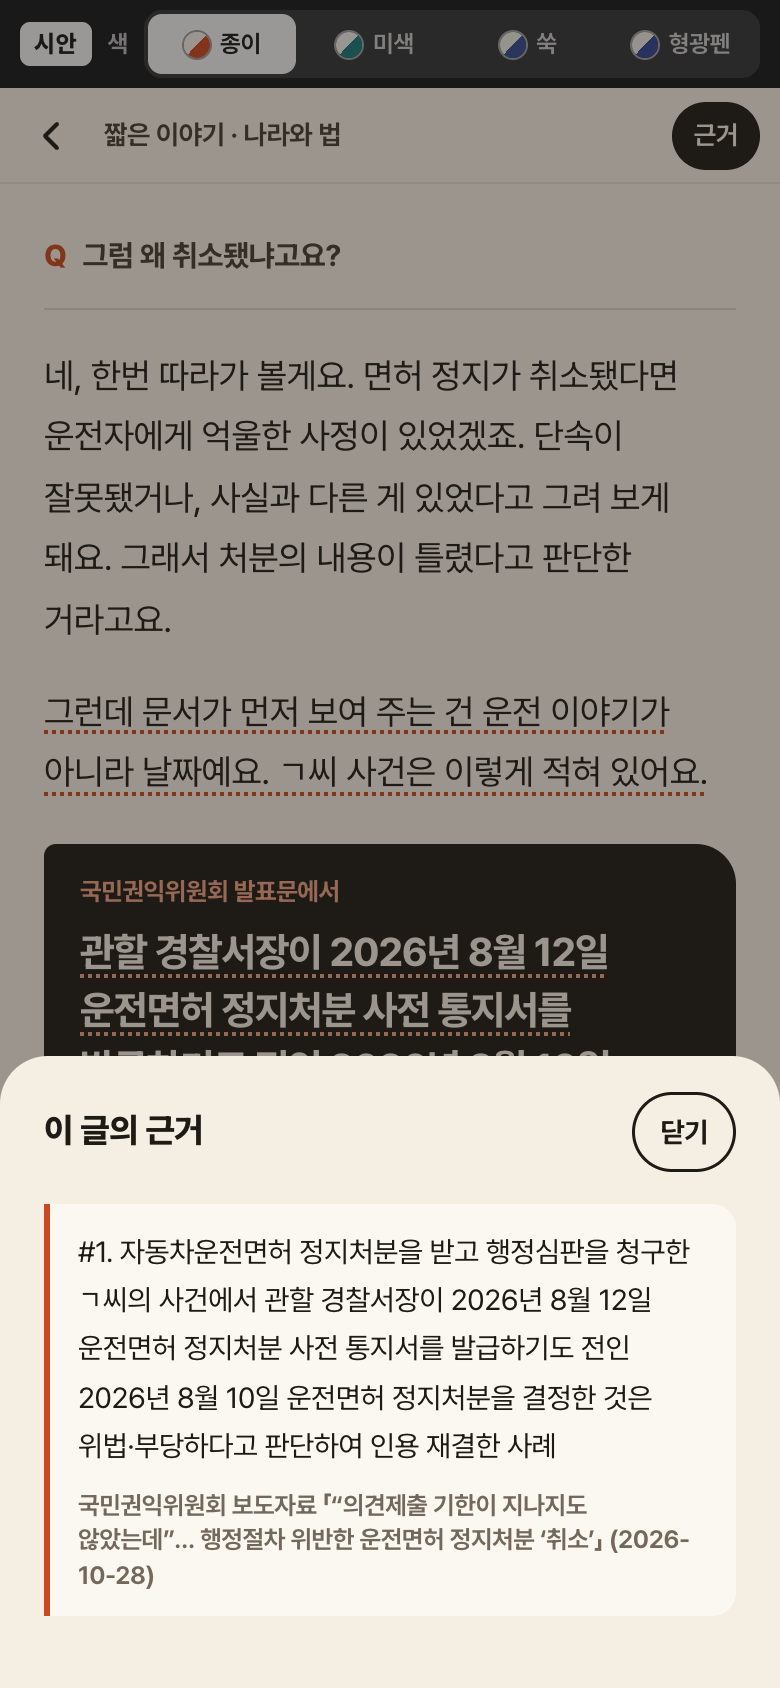 시안 색 종이 미색 쑥 형광펜
짧은 이야기 · 나라와 법 근거
Q 그럼 왜 취소됐냐고요?
네, 한번 따라가 볼게요. 면허 정지가 취소됐다면
운전자에게 억울한 사정이 있었겠죠. 단속이
잘못됐거나, 사실과 다른 게 있었다고 그려 보게
돼요. 그래서 처분의 내용이 틀렸다고 판단한
거라고요.
그런데 문서가 먼저 보여 주는 건 운전 이야기가
아니라 날짜예요. ㄱ씨 사건은 이렇게 적혀 있어요.
국민권익위원회 발표문에서
관할 경찰서장이 2026년 8월 12일
운전면허 정지처분 사전 통지서를
이 글의 근거 닫기
#1. 자동차운전면허 정지처분을 받고 행정심판을 청구한
ㄱ씨의 사건에서 관할 경찰서장이 2026년 8월 12일
운전면허 정지처분 사전 통지서를 발급하기도 전인
2026년 8월 10일 운전면허 정지처분을 결정한 것은
위법·부당하다고 판단하여 인용 재결한 사례
국민권익위원회 보도자료 「“의견제출 기한이 지나지도
않았는데”... 행정절차 위반한 운전면허 정지처분 ‘취소’」 (2026-
10-28)